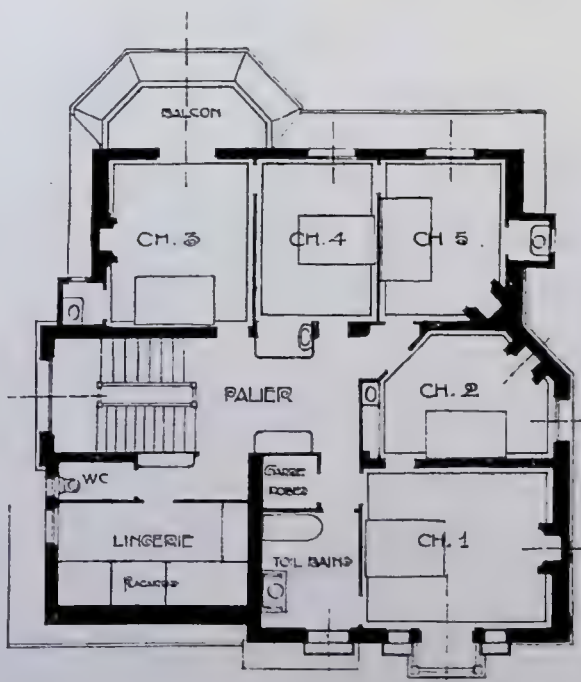 BALCON
CH. 3
CH. 4
CH 5.
PALIER
CH. 2
WC
GARDE
ROBES
LINGERIE
TOIL BAINS
CH. 1